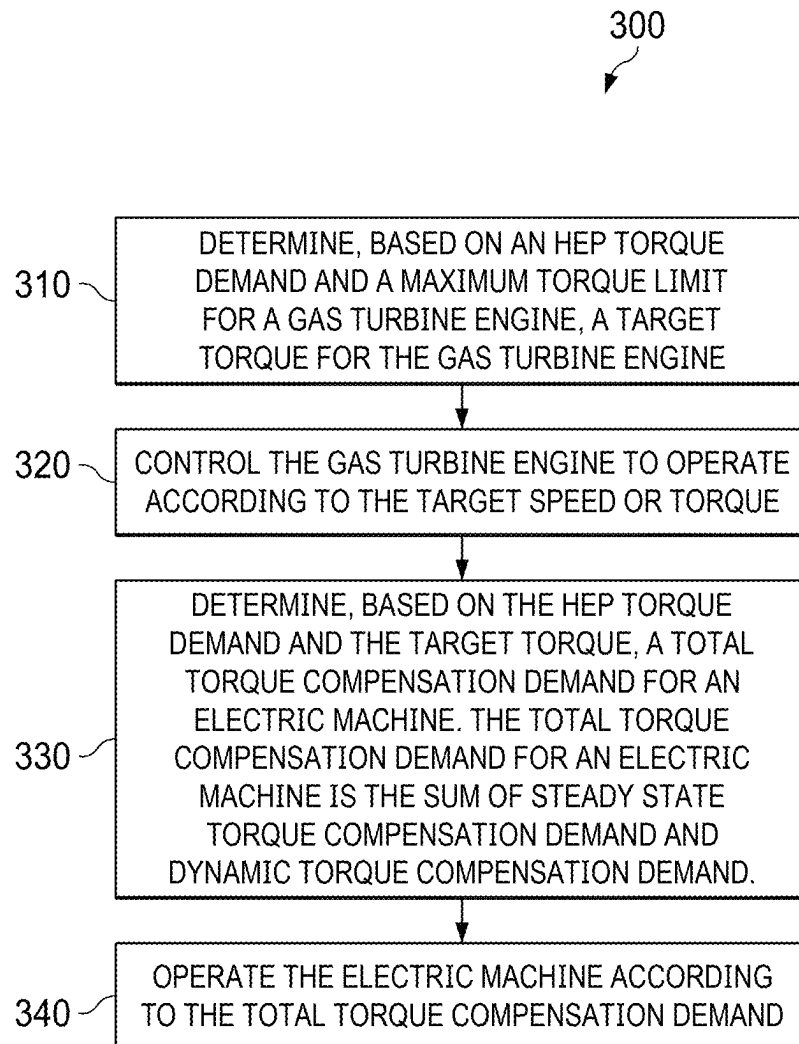 300
310
DETERMINE, BASED ON AN HEP TORQUE
DEMAND AND A MAXIMUM TORQUE LIMIT
FOR A GAS TURBINE ENGINE, A TARGET
TORQUE FOR THE GAS TURBINE ENGINE
320
CONTROL THE GAS TURBINE ENGINE TO OPERATE
ACCORDING TO THE TARGET SPEED OR TORQUE
330
DETERMINE, BASED ON THE HEP TORQUE
DEMAND AND THE TARGET TORQUE, A TOTAL
TORQUE COMPENSATION DEMAND FOR AN
ELECTRIC MACHINE. THE TOTAL TORQUE
COMPENSATION DEMAND FOR AN ELECTRIC
MACHINE IS THE SUM OF STEADY STATE
TORQUE COMPENSATION DEMAND AND
DYNAMIC TORQUE COMPENSATION DEMAND.
340
OPERATE THE ELECTRIC MACHINE ACCORDING
TO THE TOTAL TORQUE COMPENSATION DEMAND